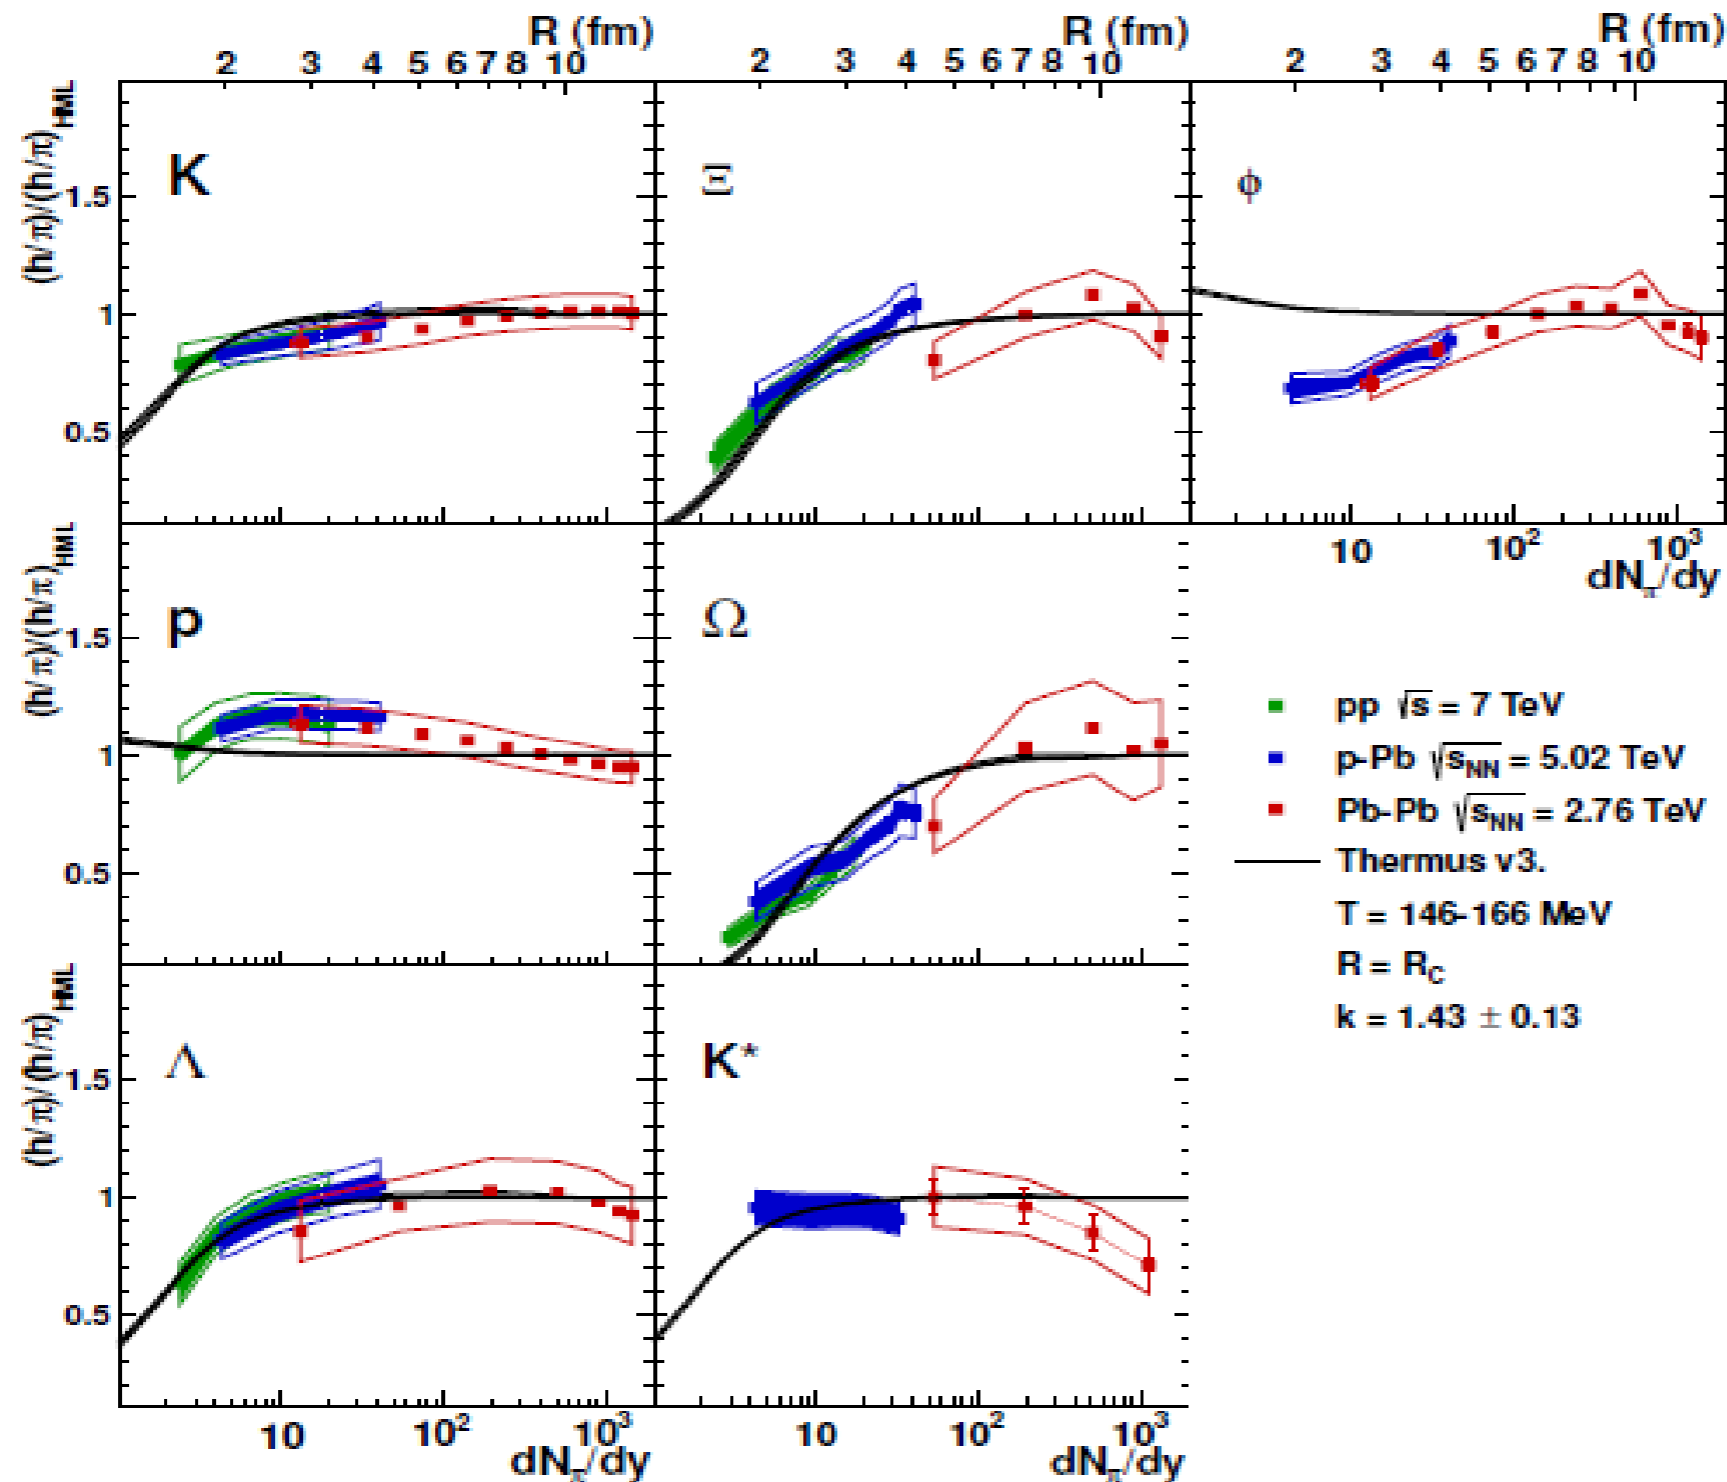 R (fm) R (fm) R (fm)
2 3 4 5 6 7 8 10 2 3 4 5 6 7 8 10 2 3 4 5 6 7 8 10
(h/π)/(h/π)HML
K Ξ ϕ
1.5
1
0.5
10 10² 10³
dNπ/dy
(h/π)/(h/π)HML
p Ω
1.5
1
0.5
pp √s = 7 TeV
p-Pb √sNN = 5.02 TeV
Pb-Pb √sNN = 2.76 TeV
Thermus v3.
T = 146-166 MeV
R = RC
k = 1.43 ± 0.13
(h/π)/(h/π)HML
Λ K*
1.5
1
0.5
10 10² 10³ 10 10² 10³
dNπ/dy dNπ/dy